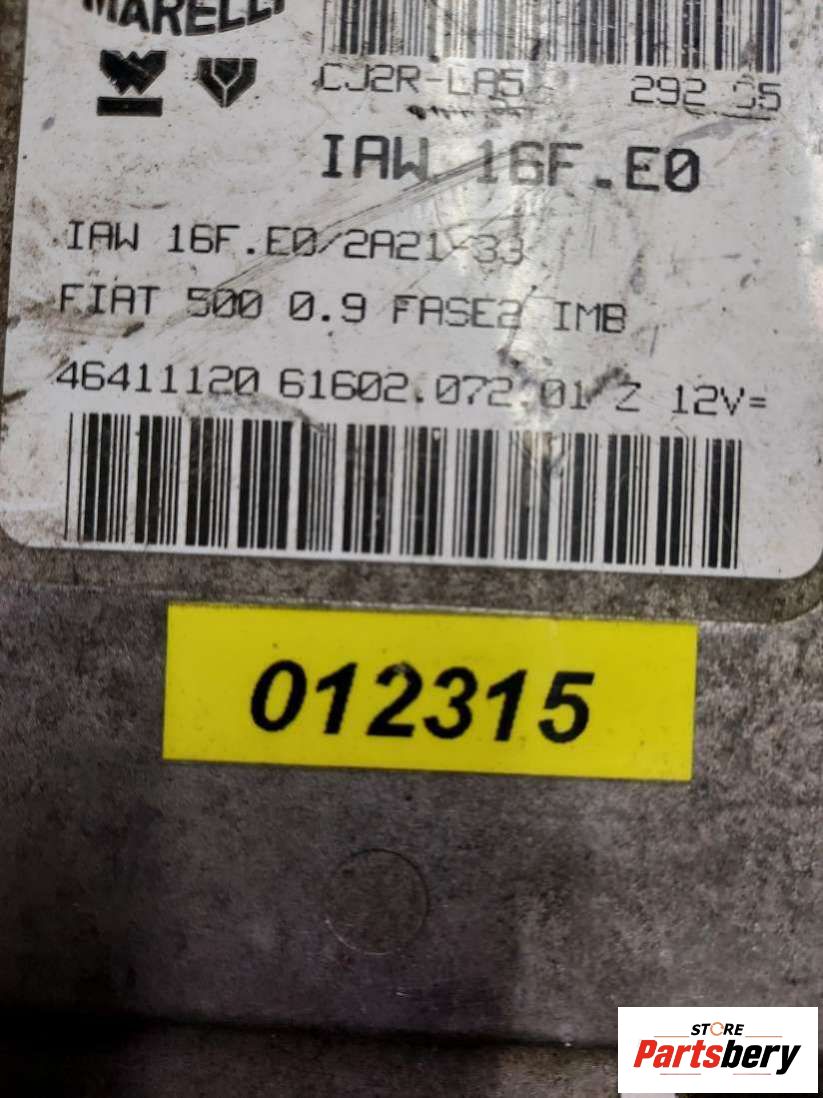 MARELLI
CJ2R-LA5 292
IAW 16F.E0
IAW 16F.E0/2A21-33
FIAT 500 0.9 FASE2 IMB
46411120 61602.072.01 Z 12V=
012315
STORE
Partsbery